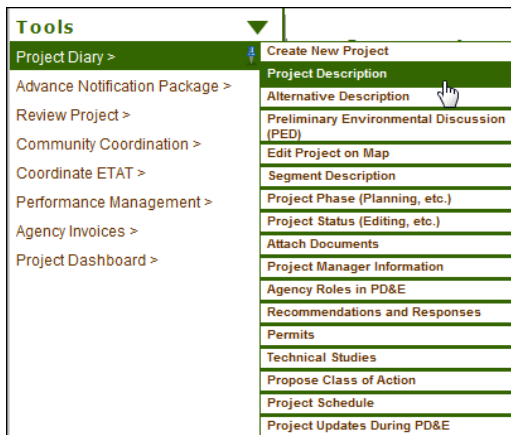 Tools
Project Diary >
Advance Notification Package >
Review Project >
Community Coordination >
Coordinate ETAT >
Performance Management >
Agency Invoices >
Project Dashboard >
Create New Project
Project Description
Alternative Description
Preliminary Environmental Discussion
(PED)
Edit Project on Map
Segment Description
Project Phase (Planning, etc.)
Project Status (Editing, etc.)
Attach Documents
Project Manager Information
Agency Roles in PD&E
Recommendations and Responses
Permits
Technical Studies
Propose Class of Action
Project Schedule
Project Updates During PD&E